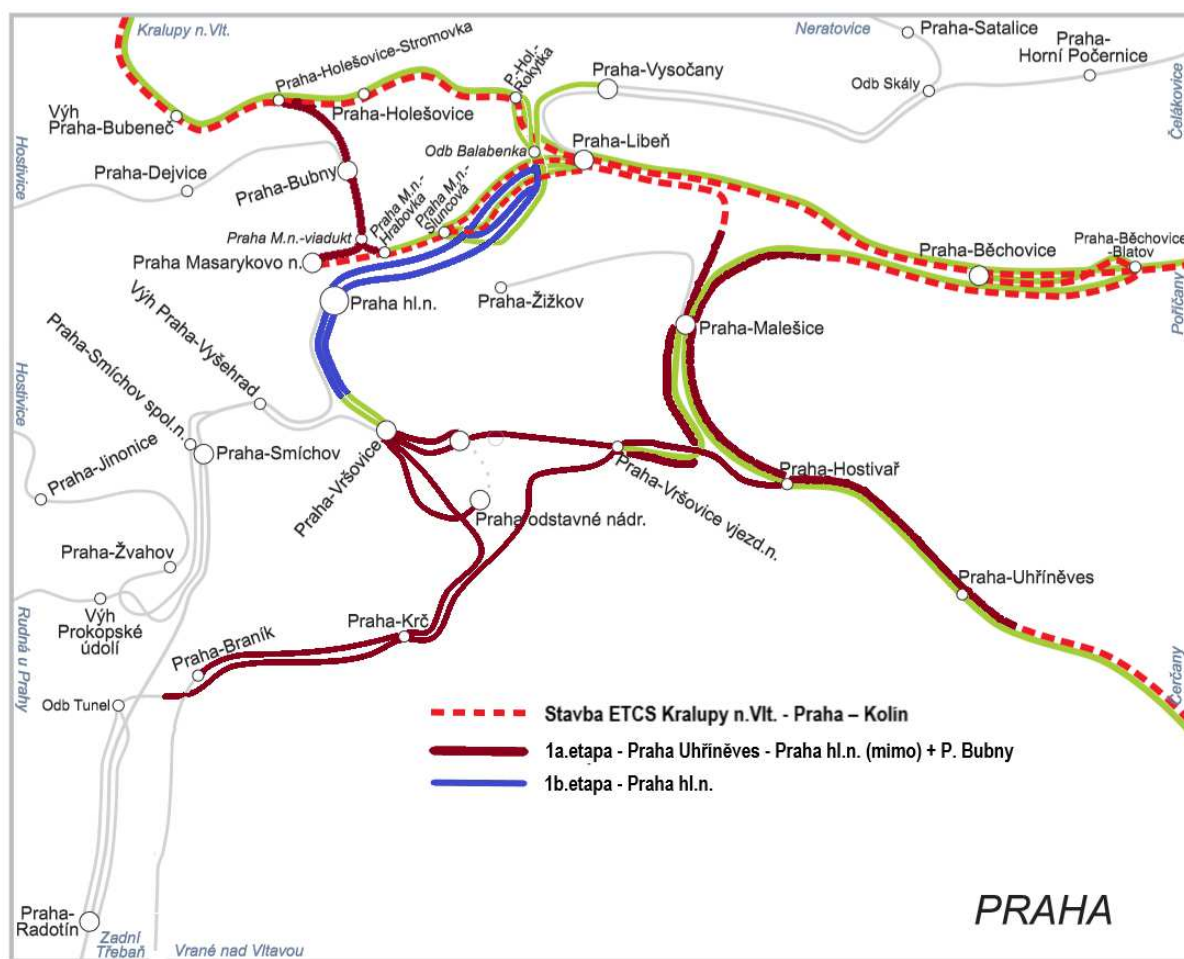 Kralupy n.Vlt.
Neratovice
Praha-Satalice
Praha-
Horní Počernice
Praha-Holešovice-Stromovka
P.-Hol.-
Rokytka
Praha-Vysočany
Odb Skály
Čelákovice
Výh
Praha-Bubeneč
Praha-Holešovice
Hostivice
Odb Balabenka
Praha-Libeň
Praha-Dejvice
Praha-Bubny
Praha M.n.-
Hrabovka
Praha M.n.-
Sluncová
Praha M.n.-viadukt
Praha Masarykovo n.
Praha-Běchovice
Praha-Běchovice
-Blatov
Poříčany
Výh Praha-Vyšehrad
Praha hl.n.
Praha-Žižkov
Praha-Malešice
Hostivice
Praha-Smíchov spol.n.
Praha-Jinonice
Praha-Smíchov
Praha-Vršovice
Praha-Vršovice vjezd.n.
Praha-Hostivař
Praha odstavné nádr.
Praha-Žvahov
Praha-Uhříněves
Výh
Prokopské
údolí
Rudná u Prahy
Praha-Krč
Praha-Braník
Čerčany
Odb Tunel
Stavba ETCS Kralupy n.Vlt. - Praha – Kolín
1a.etapa - Praha Uhříněves - Praha hl.n. (mimo) + P. Bubny
1b.etapa - Praha hl.n.
PRAHA
Praha-
Radotín
Zadní
Třebaň
Vrané nad Vltavou